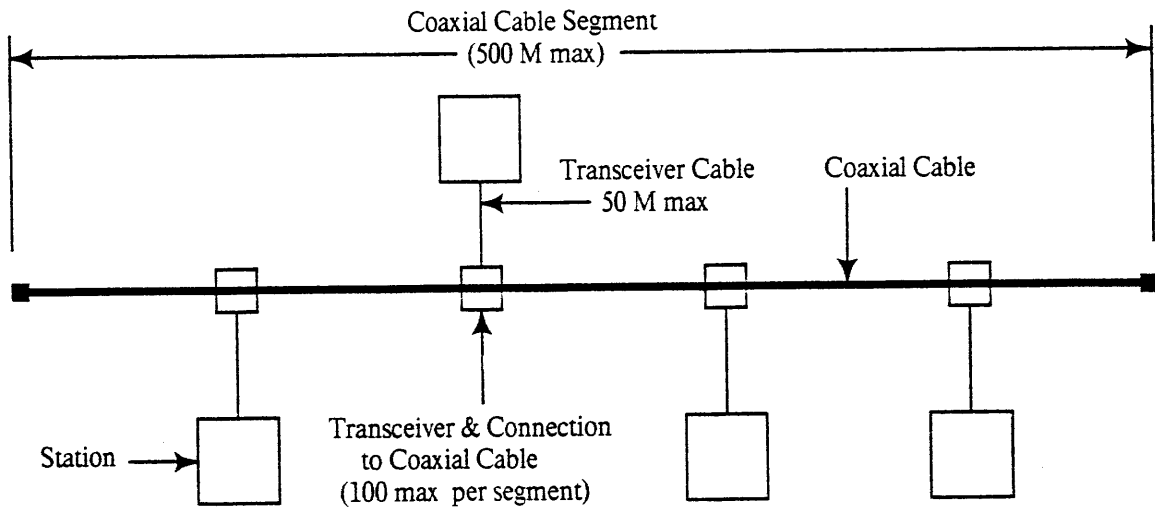 Coaxial Cable Segment
(500 M max)
Transceiver Cable
50 M max
Coaxial Cable
Station
Transceiver & Connection
to Coaxial Cable
(100 max per segment)